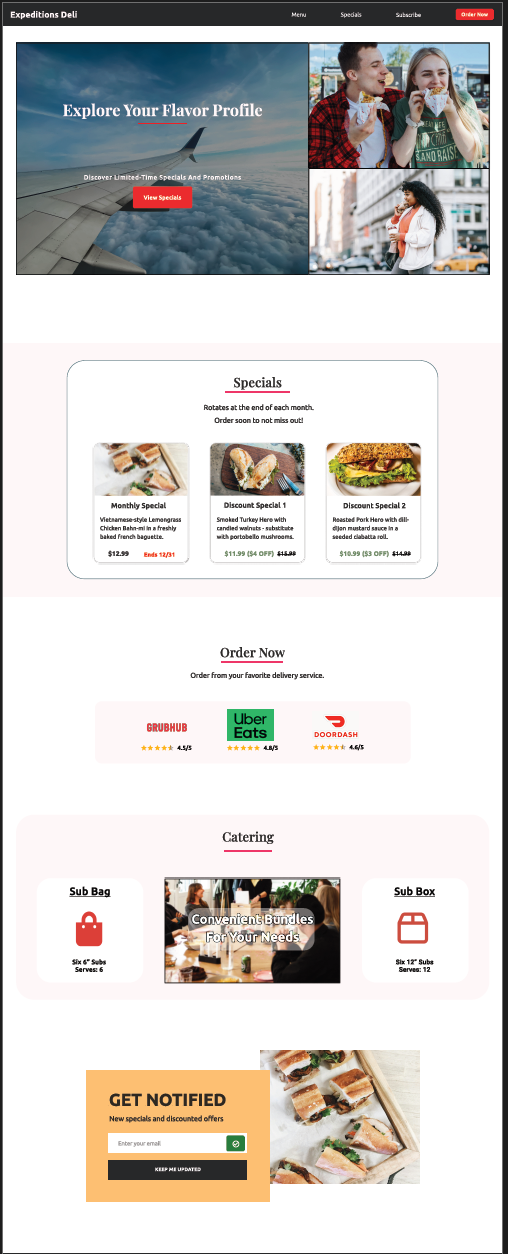 Expeditions Deli
Menu
Specials
Subscribe
Order Now
Explore Your Flavor Profile
Discover Limited-Time Specials And Promotions
View Specials
Specials
Rotates at the end of each month.
Order soon to not miss out!
Monthly Special
Vietnamese-style Lemongrass
Chicken Bahn-mi in a freshly
baked french baguette.
$12.99
Ends 12/31
Discount Special 1
Smoked Turkey Hero with
candied walnuts - substitute
with portobello mushrooms.
$11.99 ($4 OFF) $15.99
Discount Special 2
Roasted Pork Hero with dill-
dijon mustard sauce in a
seeded ciabatta roll.
$10.99 ($3 OFF) $14.99
Order Now
Order from your favorite delivery service.
GRUBHUB
4.5/5
Uber
Eats
4.8/5
DOORDASH
4.6/5
Catering
Sub Bag
Six 6" Subs
Serves: 6
Convenient Bundles
For Your Needs
Sub Box
Six 12" Subs
Serves: 12
GET NOTIFIED
New specials and discounted offers
Enter your email
KEEP ME UPDATED